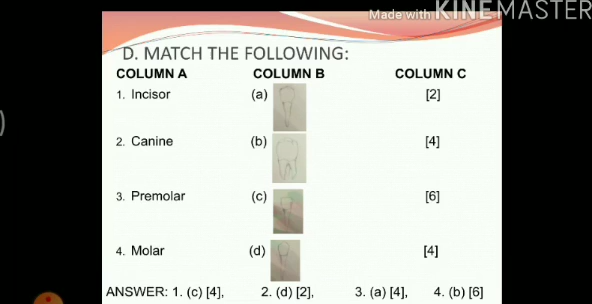 Made with KINEMASTER
D. MATCH THE FOLLOWING:
COLUMN A COLUMN B COLUMN C
1. Incisor (a) [2]
2. Canine (b) [4]
3. Premolar (c) [6]
4. Molar (d) [4]
ANSWER: 1. (c) [4], 2. (d) [2], 3. (a) [4], 4. (b) [6]